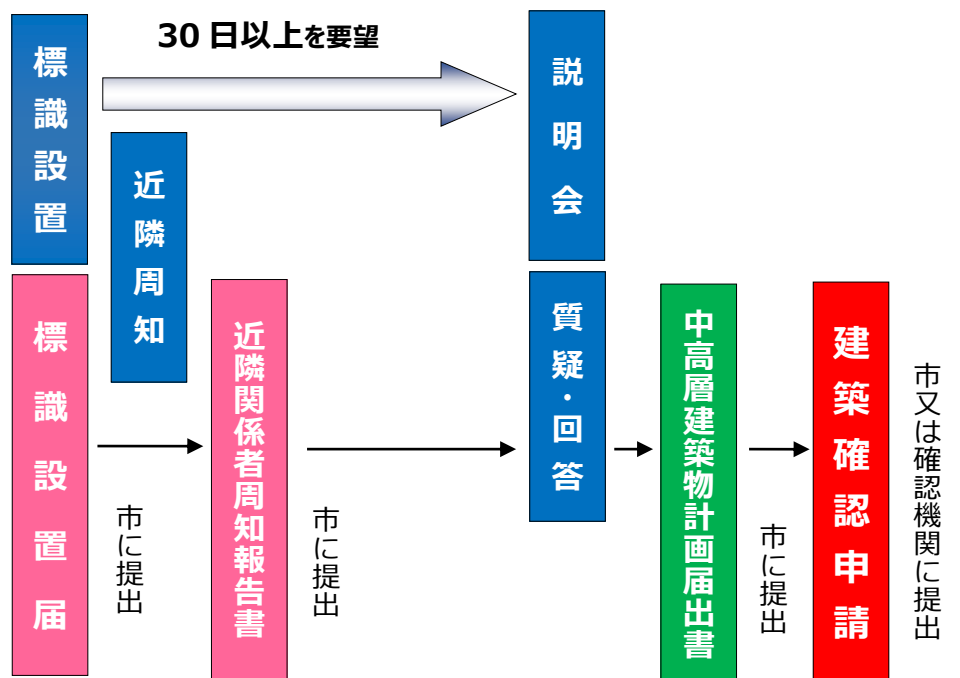 30 日以上を要望
標識設置
近隣周知
説明会
標識設置届
市に提出
近隣関係者周知報告書
市に提出
質疑・回答
中高層建築物計画届出書
市に提出
建築確認申請
市又は確認機関に提出